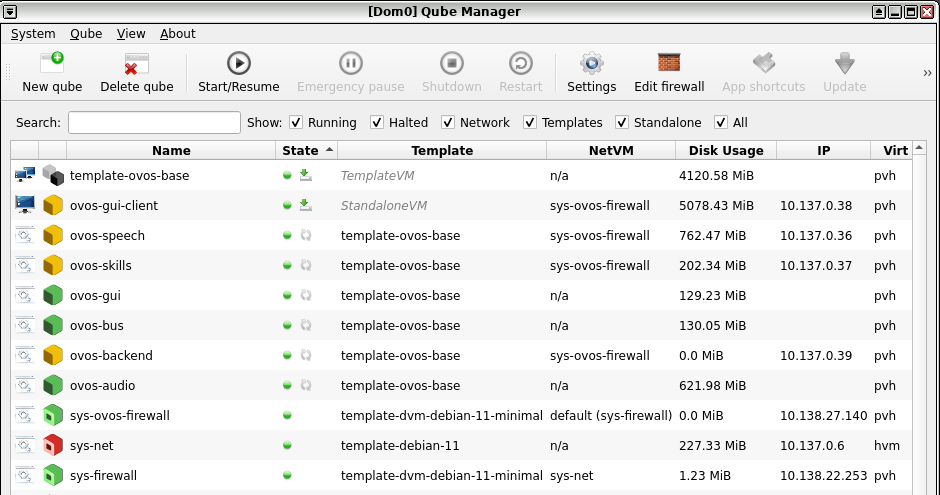 [Dom0] Qube Manager
System Qube View About
New qube Delete qube Start/Resume Emergency pause Shutdown Restart Settings Edit firewall App shortcuts Update »
Search: Show: Running Halted Network Templates Standalone All
Name State Template NetVM Disk Usage IP Virt
template-ovos-base TemplateVM n/a 4120.58 MiB pvh
ovos-gui-client StandaloneVM sys-ovos-firewall 5078.43 MiB 10.137.0.38 pvh
ovos-speech template-ovos-base sys-ovos-firewall 762.47 MiB 10.137.0.36 pvh
ovos-skills template-ovos-base sys-ovos-firewall 202.34 MiB 10.137.0.37 pvh
ovos-gui template-ovos-base n/a 129.23 MiB pvh
ovos-bus template-ovos-base n/a 130.05 MiB pvh
ovos-backend template-ovos-base sys-ovos-firewall 0.0 MiB 10.137.0.39 pvh
ovos-audio template-ovos-base n/a 621.98 MiB pvh
sys-ovos-firewall template-dvm-debian-11-minimal default (sys-firewall) 0.0 MiB 10.138.27.140 pvh
sys-net template-debian-11 n/a 227.33 MiB 10.137.0.6 hvm
sys-firewall template-dvm-debian-11-minimal sys-net 1.23 MiB 10.138.22.253 pvh